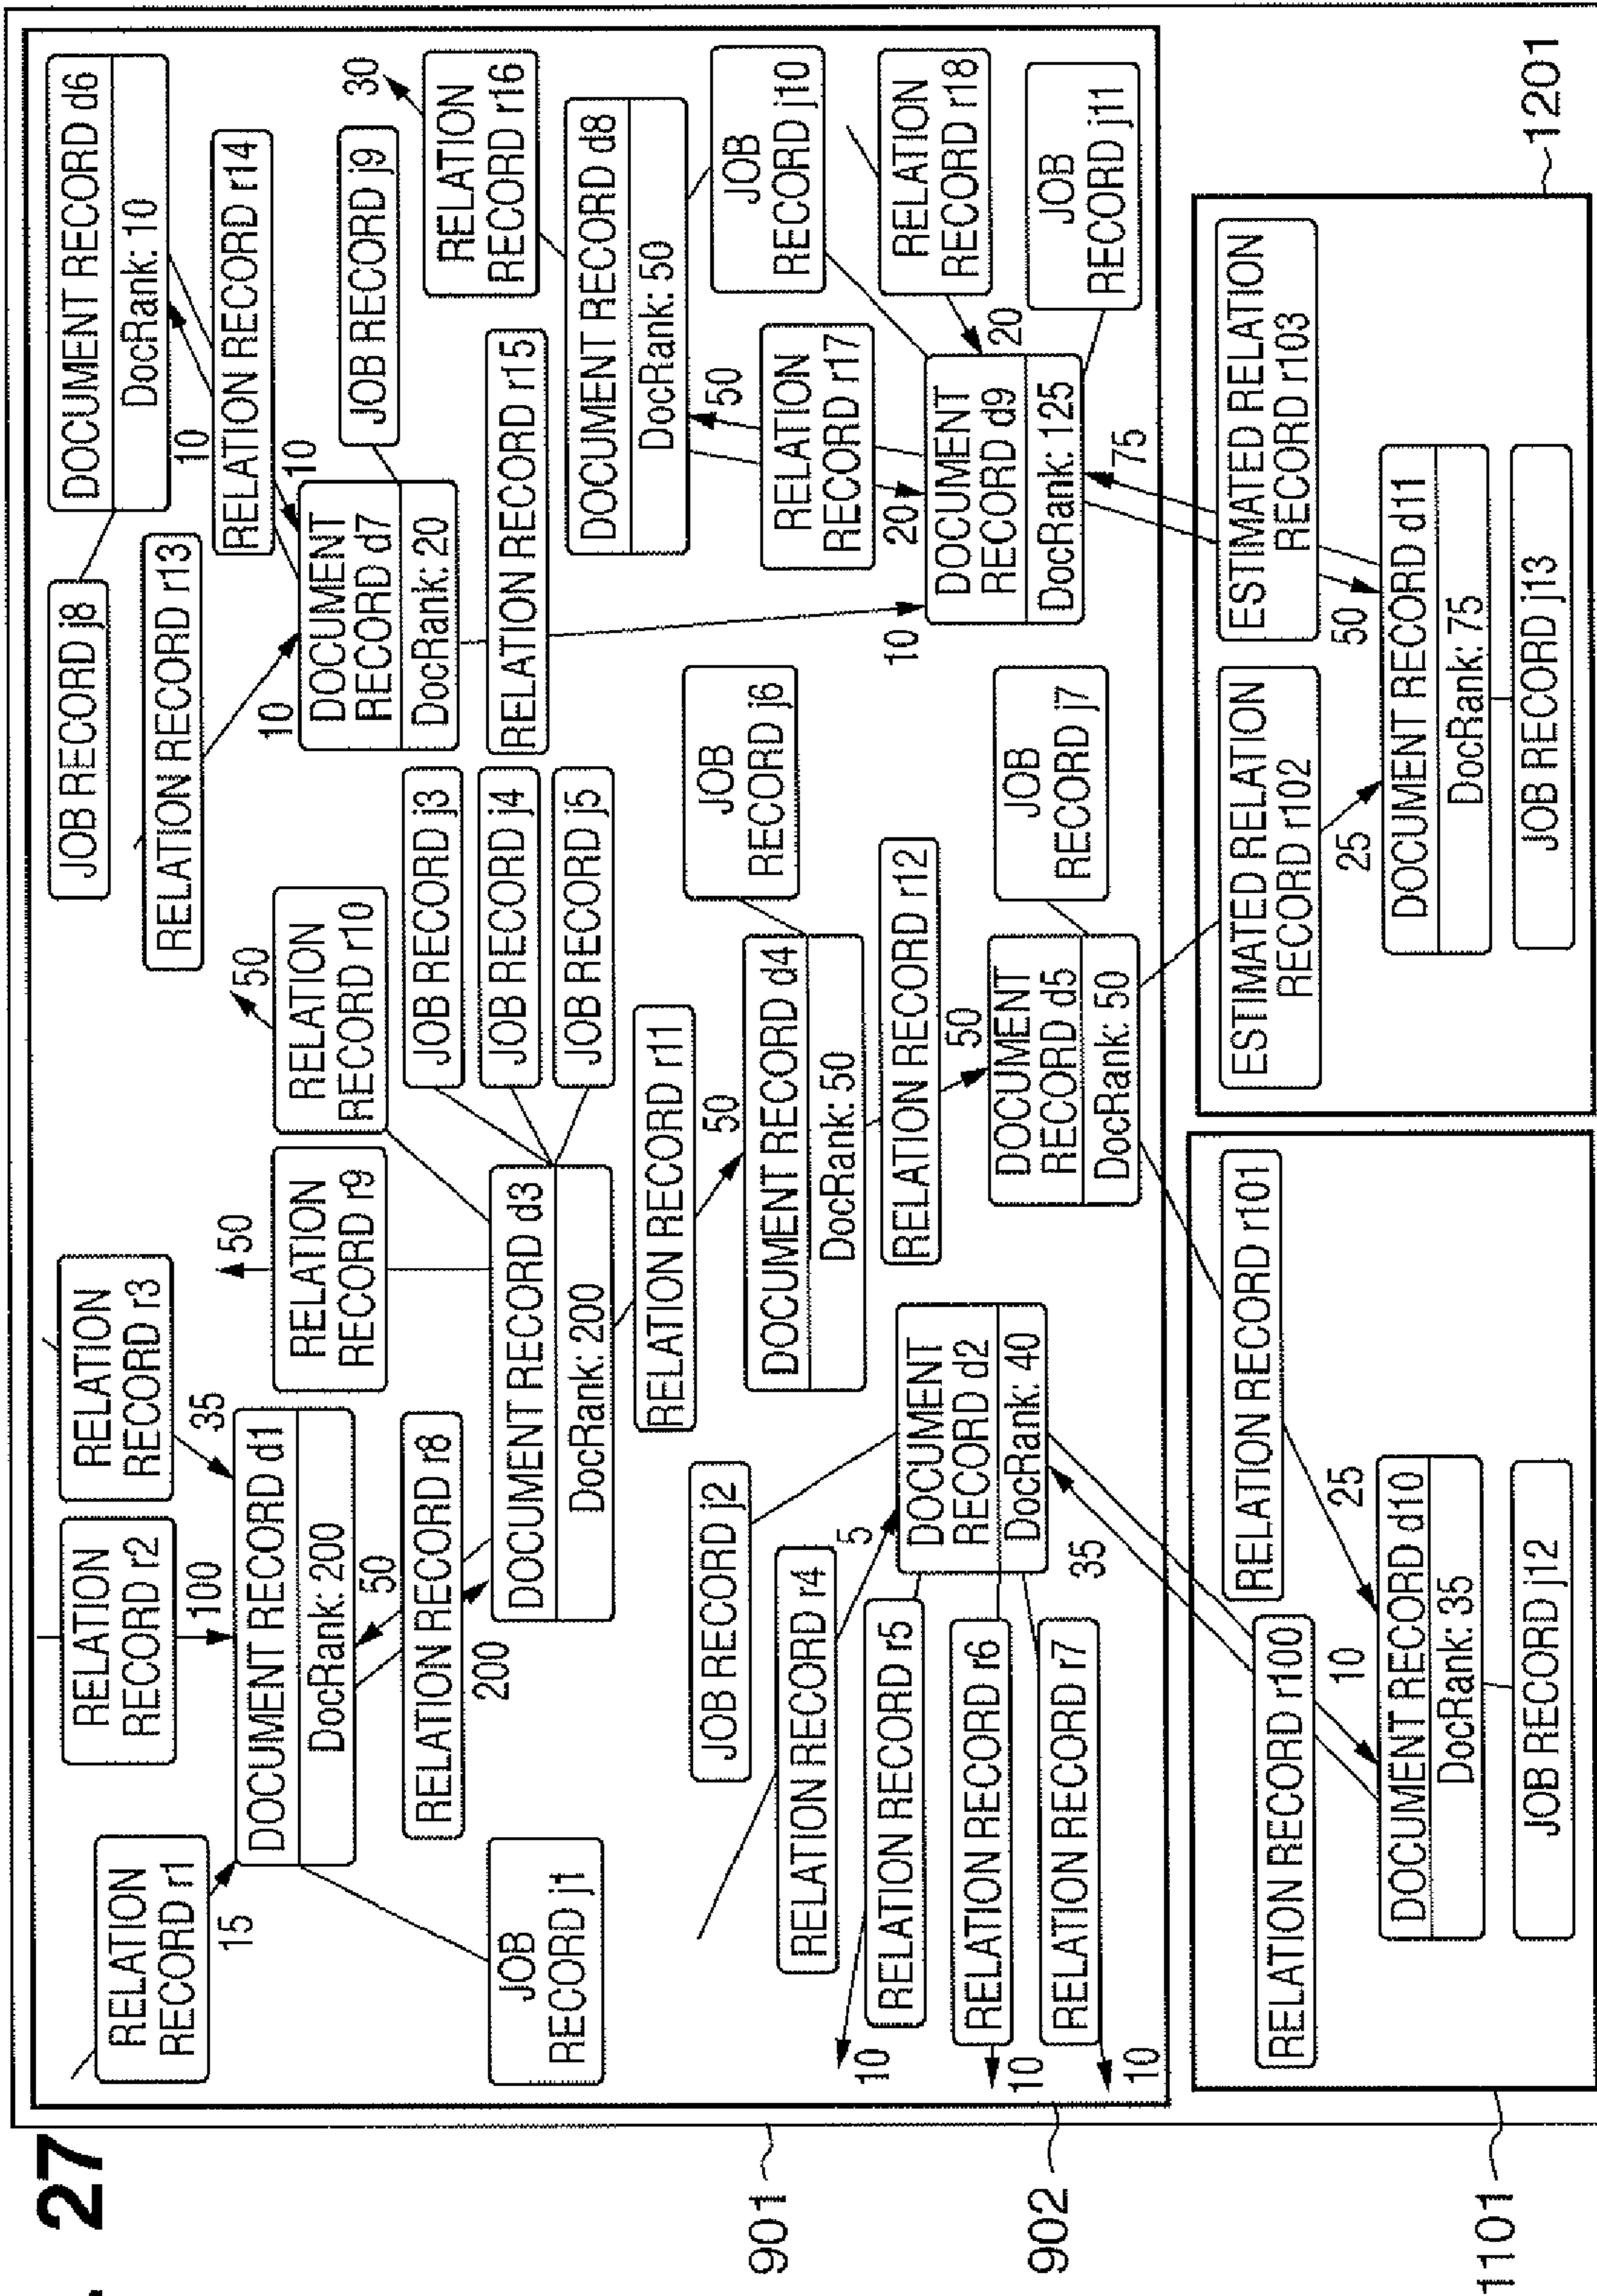 27
901
902
1101
1201
RELATION
RECORD r1
15
RELATION
RECORD r2
100
RELATION
RECORD r3
35
DOCUMENT RECORD d1
DocRank: 200
50
RELATION RECORD r8
200
JOB
RECORD j1
RELATION
RECORD r9
50
RELATION
RECORD r10
50
DOCUMENT RECORD d3
DocRank: 200
JOB RECORD j3
JOB RECORD j4
JOB RECORD j5
RELATION RECORD r11
50
DOCUMENT RECORD d4
DocRank: 50
JOB
RECORD j6
RELATION RECORD r12
50
DOCUMENT
RECORD d5
DocRank: 50
JOB
RECORD j7
JOB RECORD j2
RELATION RECORD r4
5
RELATION RECORD r5
10
RELATION RECORD r6
10
RELATION RECORD r7
10
DOCUMENT
RECORD d2
DocRank: 40
35
JOB RECORD j8
DOCUMENT RECORD d6
DocRank: 10
10
RELATION RECORD r13
10
RELATION RECORD r14
10
DOCUMENT
RECORD d7
DocRank: 20
JOB RECORD j9
RELATION RECORD r15
10
RELATION
RECORD r16
30
DOCUMENT RECORD d8
DocRank: 50
50
JOB
RECORD j10
RELATION
RECORD r17
20
RELATION
RECORD r18
20
DOCUMENT
RECORD d9
DocRank: 125
75
JOB
RECORD j11
RELATION RECORD r100
10
RELATION RECORD r101
25
DOCUMENT RECORD d10
DocRank: 35
JOB RECORD j12
ESTIMATED RELATION
RECORD r102
25
ESTIMATED RELATION
RECORD r103
50
DOCUMENT RECORD d11
DocRank: 75
JOB RECORD j13